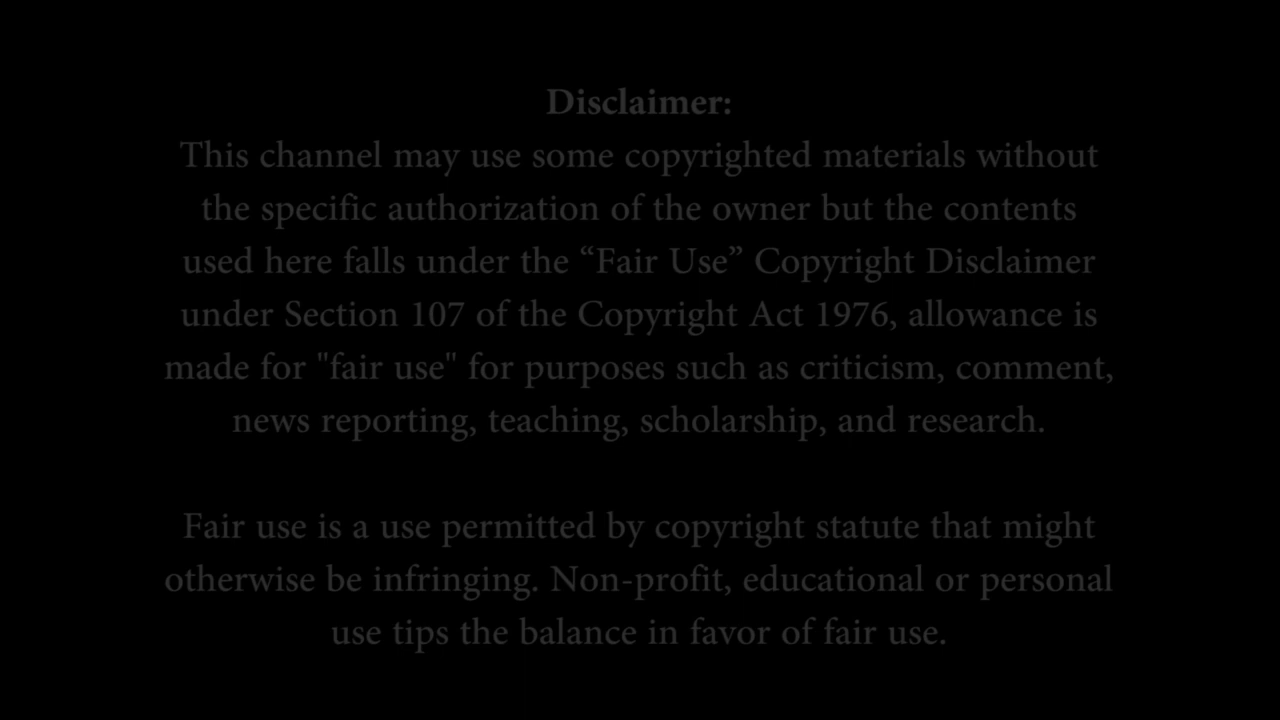 Disclaimer:
This channel may use some copyrighted materials without
the specific authorization of the owner but the contents
used here falls under the “Fair Use” Copyright Disclaimer
under Section 107 of the Copyright Act 1976, allowance is
made for "fair use" for purposes such as criticism, comment,
news reporting, teaching, scholarship, and research.
Fair use is a use permitted by copyright statute that might
otherwise be infringing. Non-profit, educational or personal
use tips the balance in favor of fair use.